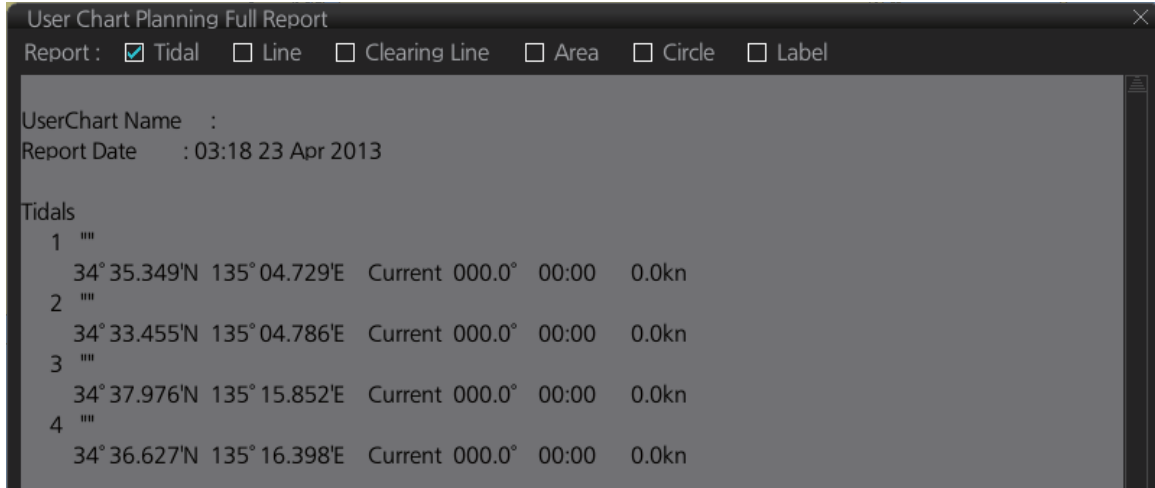 User Chart Planning Full Report
Report : Tidal Line Clearing Line Area Circle Label
UserChart Name :
Report Date : 03:18 23 Apr 2013
Tidals
1 ""
34°35.349'N 135°04.729'E Current 000.0° 00:00 0.0kn
2 ""
34°33.455'N 135°04.786'E Current 000.0° 00:00 0.0kn
3 ""
34°37.976'N 135°15.852'E Current 000.0° 00:00 0.0kn
4 ""
34°36.627'N 135°16.398'E Current 000.0° 00:00 0.0kn